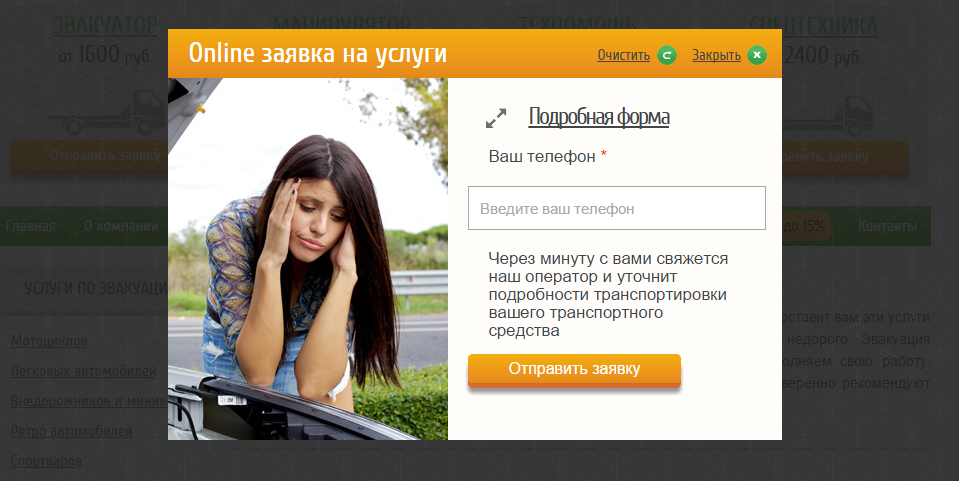 ЭВАКУАТОР
МАНИПУЛЯТОР
ТЕХПОМОЩЬ
СПЕЦТЕХНИКА
от 1600 руб.
2400 руб.
Online заявка на услуги
Очистить
Закрыть
Подробная форма
Ваш телефон *
Введите ваш телефон
Через минуту с вами свяжется
наш оператор и уточнит
подробности транспортировки
вашего транспортного
средства
Отправить заявку
Отправить заявку
заявку
Главная
О компании
до 15%
Контакты
УСЛУГИ ПО ЭВАКУАЦИ
Мотоциклов
Легковых автомобилей
Внедорожников и минив
Ретро автомобилей
Спорткаров
оставит вам эти услуги
недорого. Эвакуация
олняем свою работу.
веренно рекомендуют